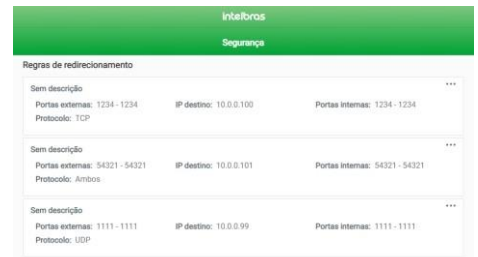 intelbras
Segurança
Regras de redirecionamento
Sem descrição
Portas externas: 1234 - 1234 IP destino: 10.0.0.100 Portas internas: 1234 - 1234
Protocolo: TCP
Sem descrição
Portas externas: 54321 - 54321 IP destino: 10.0.0.101 Portas internas: 54321 - 54321
Protocolo: Ambos
Sem descrição
Portas externas: 1111 - 1111 IP destino: 10.0.0.99 Portas internas: 1111 - 1111
Protocolo: UDP